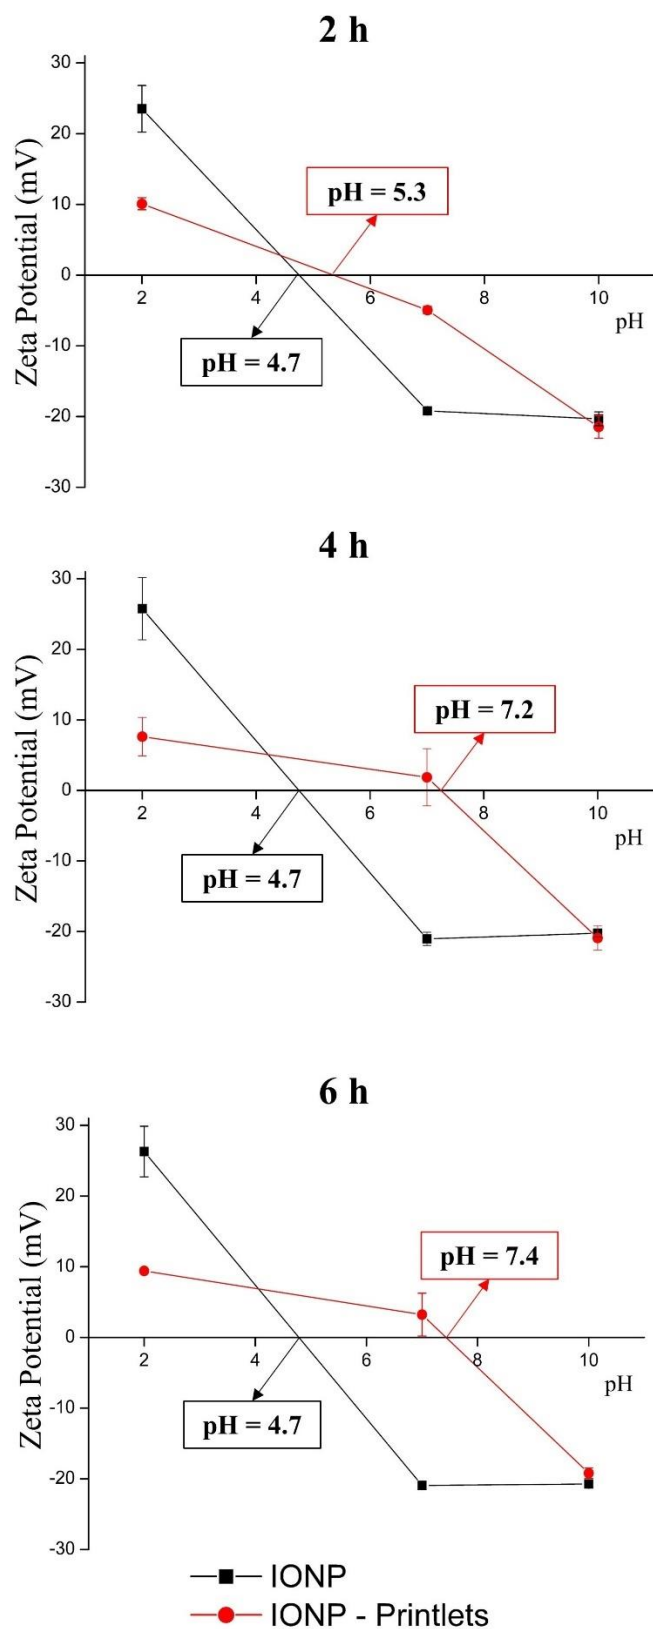 2 h
30
20
10
0
-10
-20
-30
Zeta Potential (mV)
2
4
6
8
10
pH
pH = 5.3
pH = 4.7
4 h
30
20
10
0
-10
-20
-30
Zeta Potential (mV)
2
4
6
8
10
pH
pH = 7.2
pH = 4.7
6 h
30
20
10
0
-10
-20
-30
Zeta Potential (mV)
2
4
6
8
10
pH
pH = 7.4
pH = 4.7
IONP
IONP - Printlets